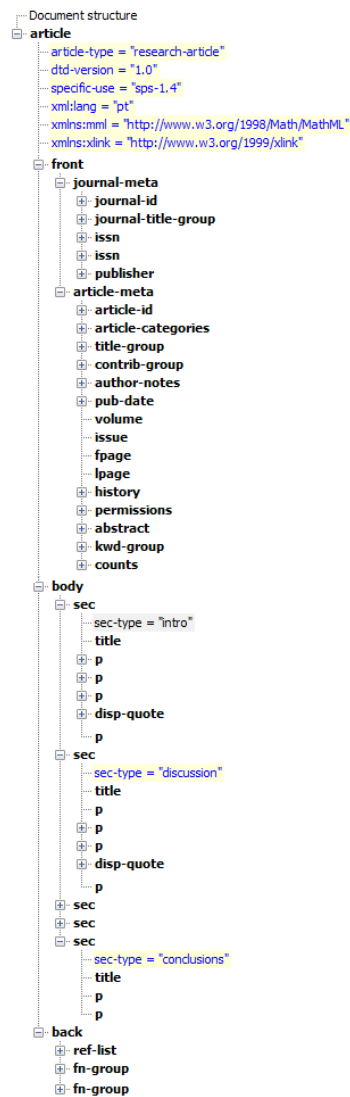 Document structure
article
article-type = "research-article"
dtd-version = "1.0"
specific-use = "sps-1.4"
xml:lang = "pt"
xmlns:mml = "http://www.w3.org/1998/Math/MathML"
xmlns:xlink = "http://www.w3.org/1999/xlink"
front
journal-meta
journal-id
journal-title-group
issn
issn
publisher
article-meta
article-id
article-categories
title-group
contrib-group
author-notes
pub-date
volume
issue
fpage
lpage
history
permissions
abstract
kwd-group
counts
body
sec
sec-type = "intro"
title
p
p
p
disp-quote
p
sec
sec-type = "discussion"
title
p
p
p
disp-quote
p
sec
sec
sec
sec-type = "conclusions"
title
p
p
back
ref-list
fn-group
fn-group